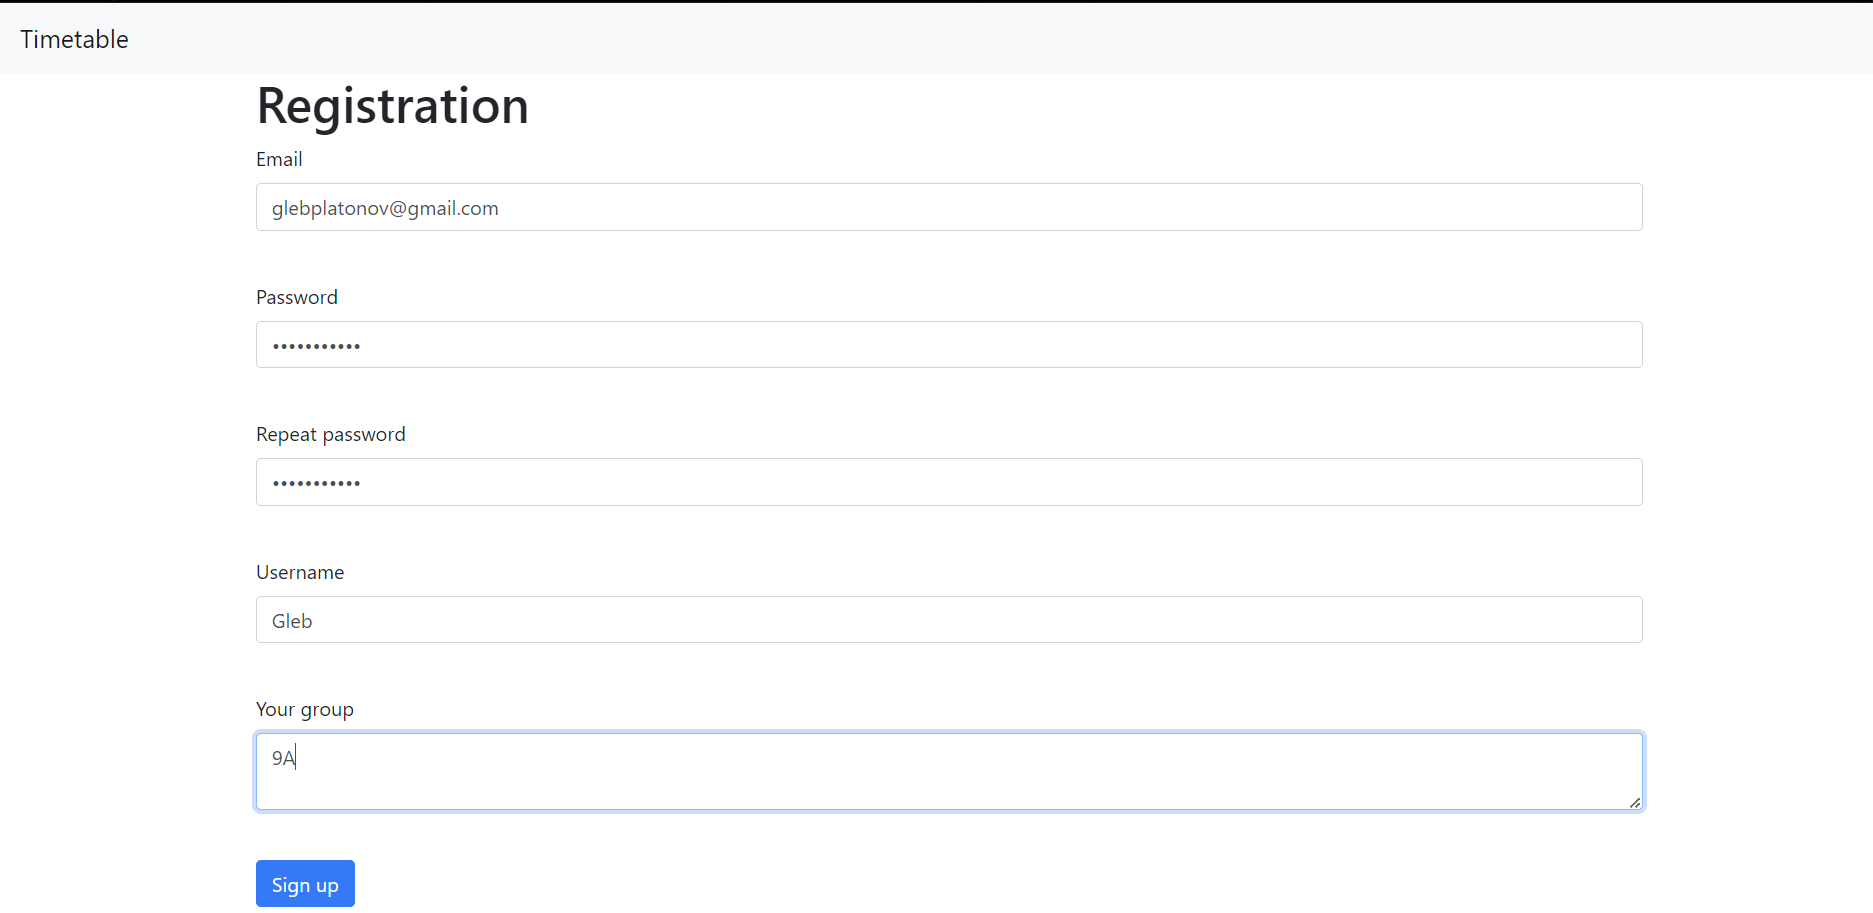 Timetable
Registration
Email
glebplatonov@gmail.com
Password
•••••••••••
Repeat password
•••••••••••
Username
Gleb
Your group
9A
Sign up